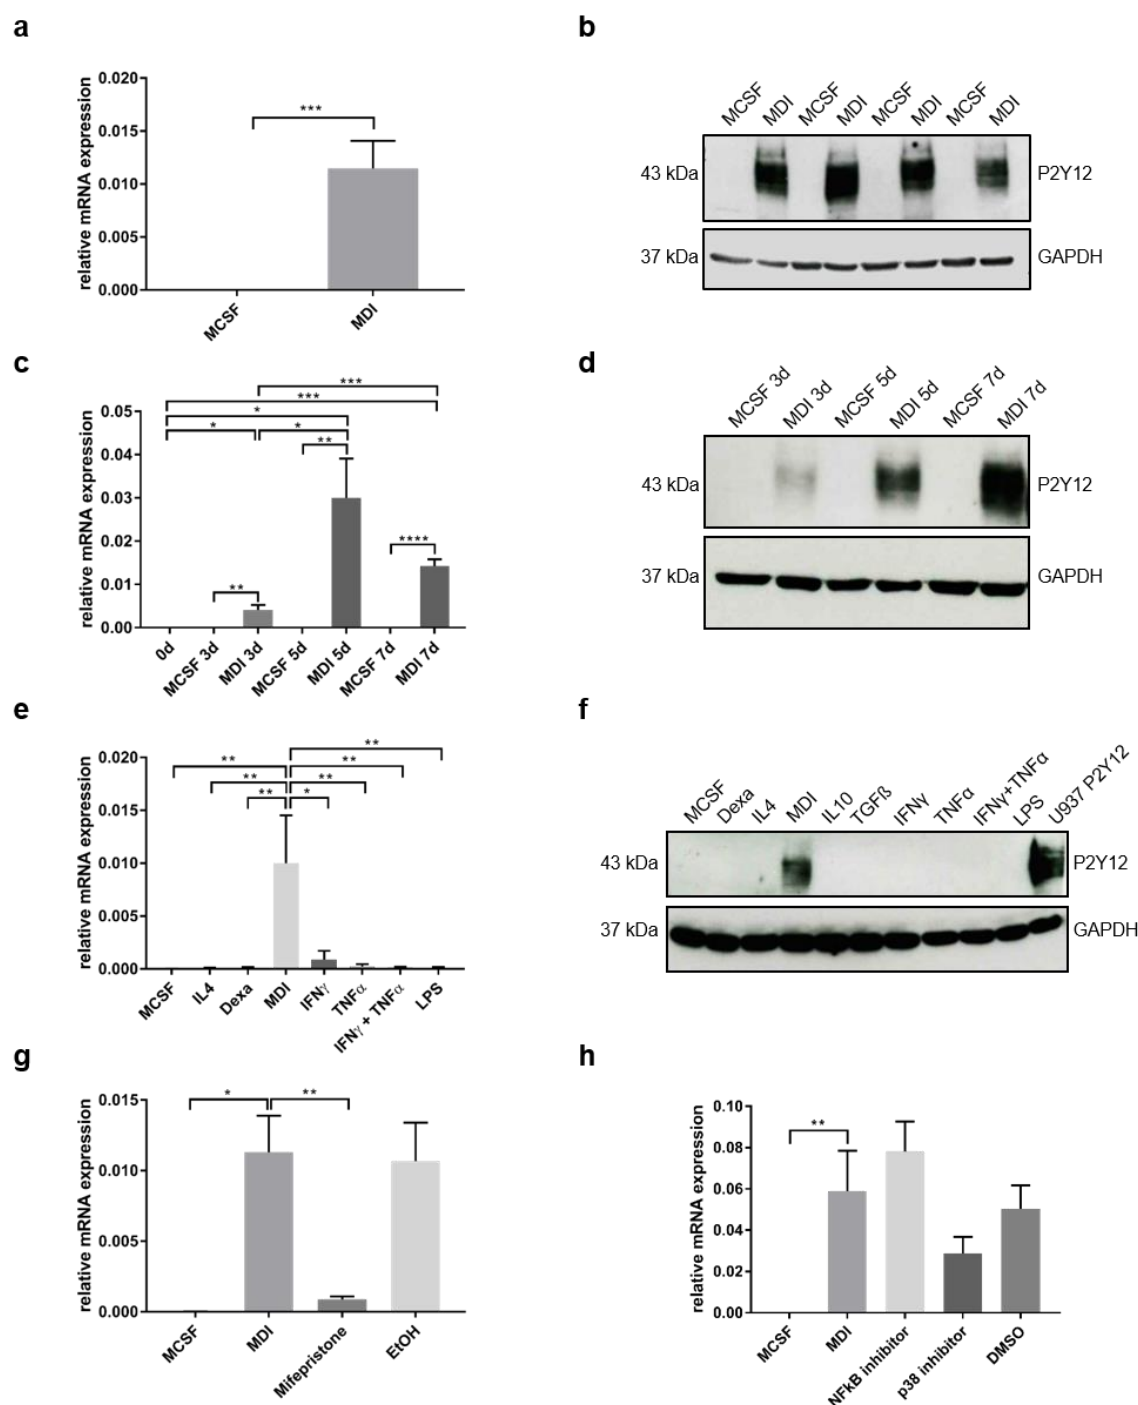 a
relative mRNA expression
0.020
0.015
0.010
0.005
0.000
***
MCSF
MDI
b
MCSF MDI MCSF MDI MCSF MDI MCSF MDI
43 kDa P2Y12
37 kDa GAPDH
c
relative mRNA expression
0.05
0.04
0.03
0.02
0.01
0.00
***
***
*
* *
**
****
**
0d
MCSF 3d
MDI 3d
MCSF 5d
MDI 5d
MCSF 7d
MDI 7d
d
MCSF 3d MDI 3d MCSF 5d MDI 5d MCSF 7d MDI 7d
43 kDa P2Y12
37 kDa GAPDH
e
relative mRNA expression
0.020
0.015
0.010
0.005
0.000
**
** **
** **
** *
MCSF
IL4
Dexa
MDI
IFNγ
TNFα
IFNγ + TNFα
LPS
f
MCSF Dexa IL4 MDI IL10 TGFß IFNγ TNFα IFNγ+TNFα LPS U937 P2Y12
43 kDa P2Y12
37 kDa GAPDH
g
relative mRNA expression
0.015
0.010
0.005
0.000
* **
MCSF
MDI
Mifepristone
EtOH
h
relative mRNA expression
0.10
0.08
0.06
0.04
0.02
0.00
**
MCSF
MDI
NFkB inhibitor
p38 inhibitor
DMSO